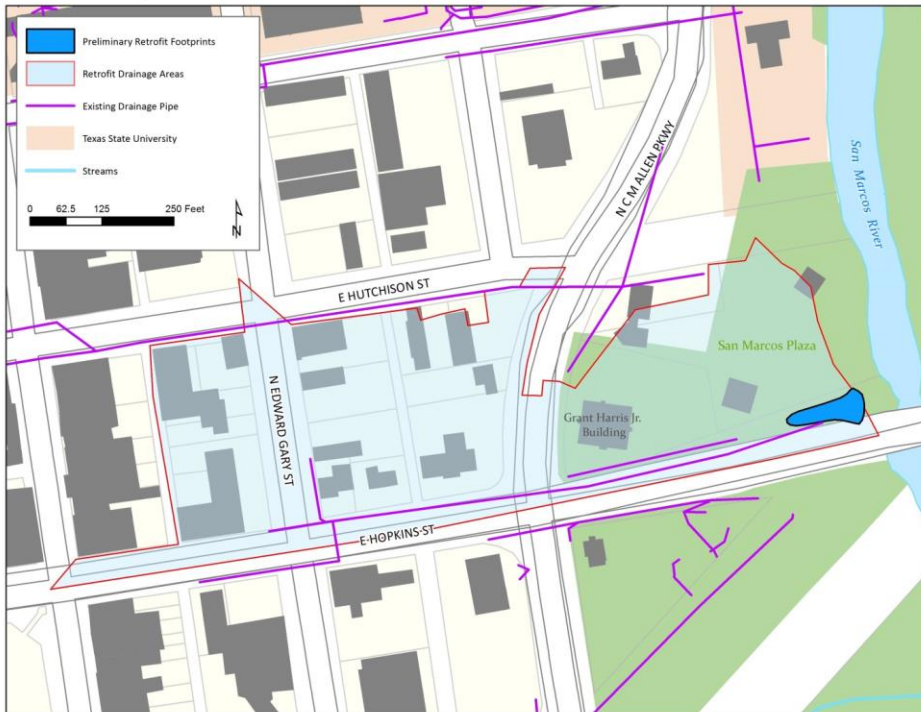 Preliminary Retrofit Footprints
Retrofit Drainage Areas
Existing Drainage Pipe
Texas State University
Streams
0 62.5 125 250 Feet
N
N C M ALLEN PKWY
San Marcos River
E HUTCHISON ST
N EDWARD GARY ST
San Marcos Plaza
Grant Harris Jr.
Building
E HOPKINS ST